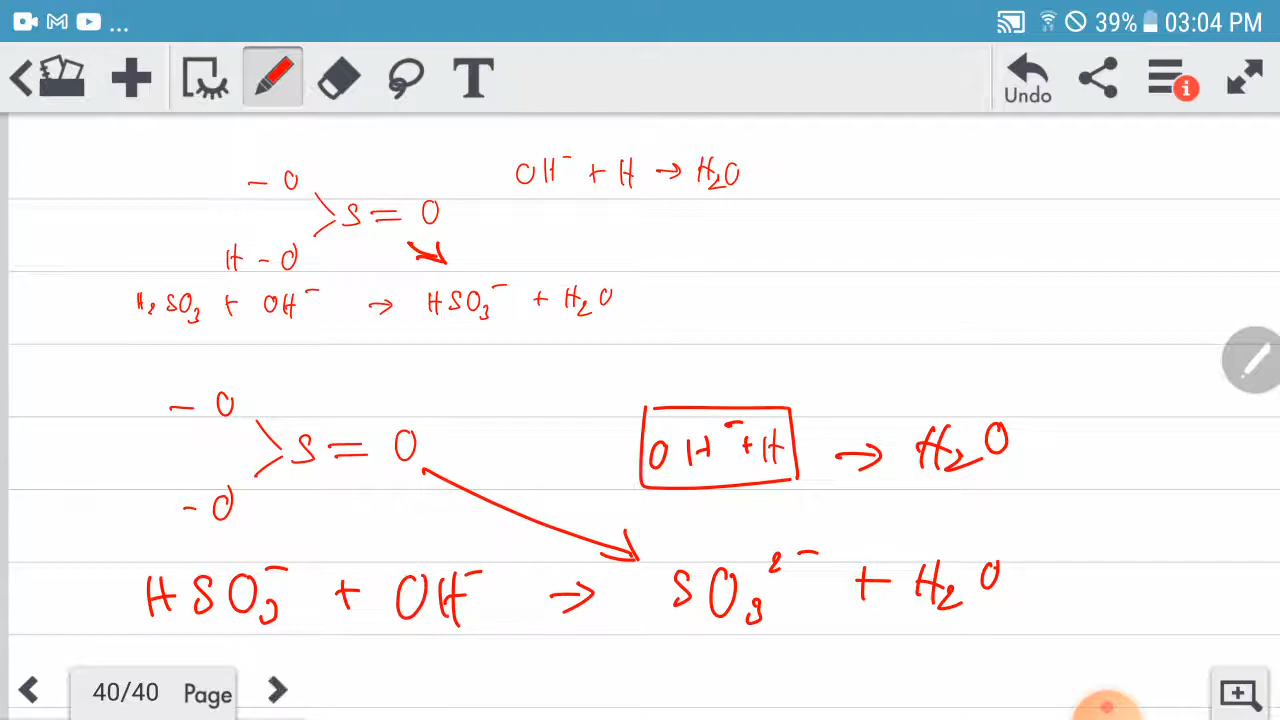 ... 39% 03:04 PM
T Undo i
- O
S = O
H - O
OH⁻ + H → H₂O
H₂SO₃ + OH⁻ → HSO₃⁻ + H₂O
- O
S = O
- O
OH⁻ + H → H₂O
HSO₃⁻ + OH⁻ → SO₃²⁻ + H₂O
40/40 Page